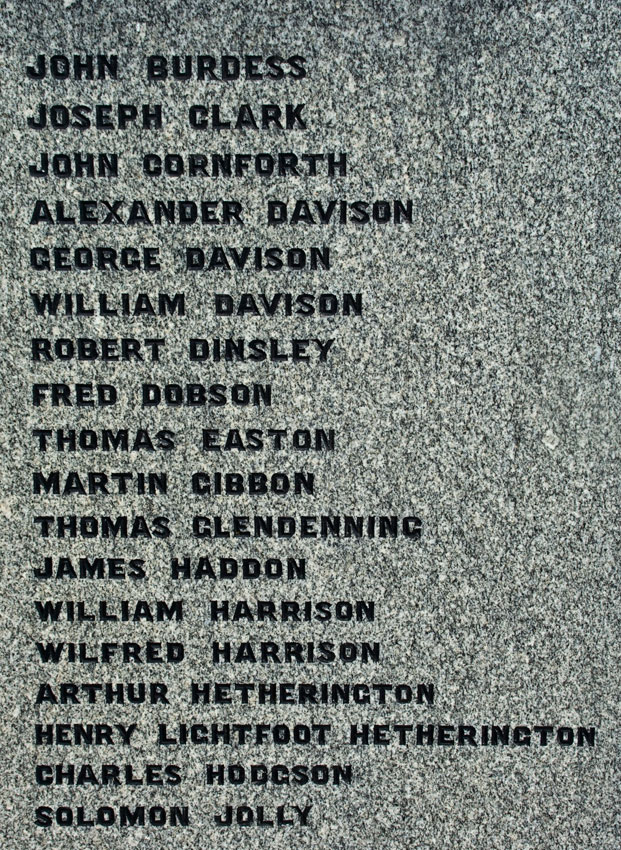 JOHN BURDESS
JOSEPH CLARK
JOHN CORNFORTH
ALEXANDER DAVISON
GEORGE DAVISON
WILLIAM DAVISON
ROBERT DINSLEY
FRED DOBSON
THOMAS EASTON
MARTIN GIBBON
THOMAS GLENDENNING
JAMES HADDON
WILLIAM HARRISON
WILFRED HARRISON
ARTHUR HETHERINGTON
HENRY LIGHTFOOT HETHERINGTON
CHARLES HODGSON
SOLOMON JOLLY